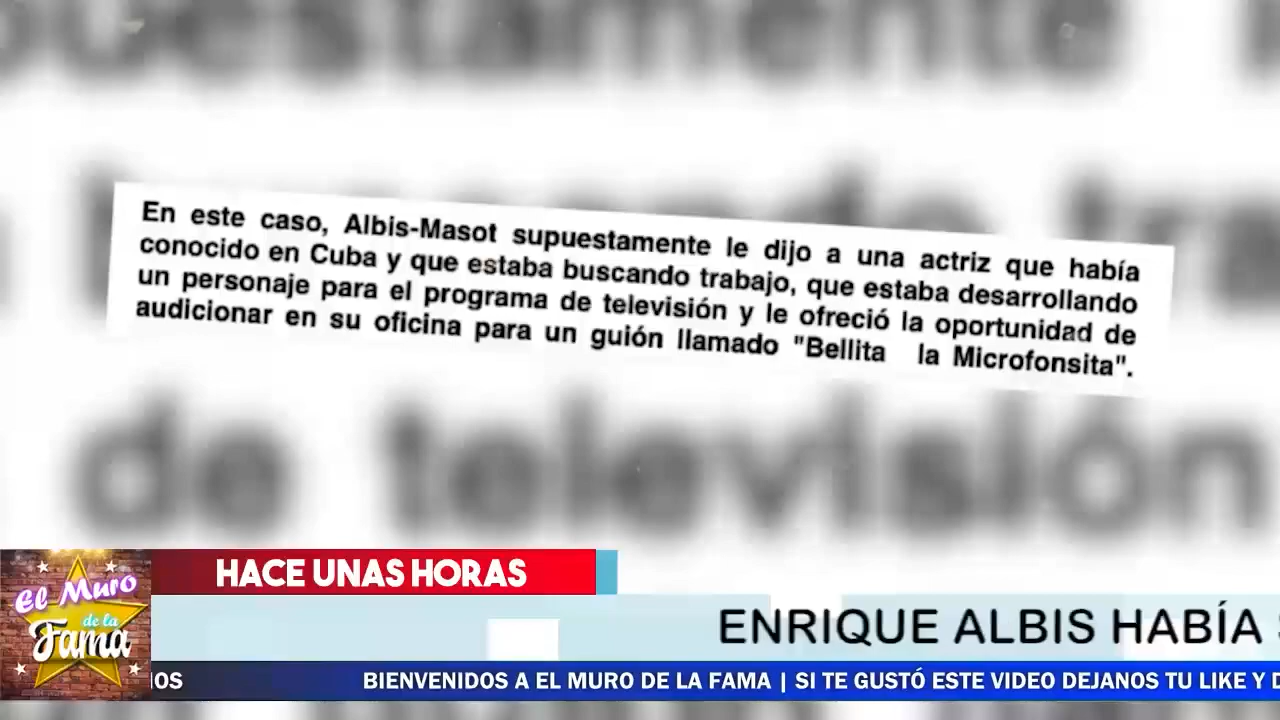 En este caso, Albis-Masot supuestamente le dijo a una actriz que había
conocido en Cuba y que estaba buscando trabajo, que estaba desarrollando
un personaje para el programa de televisión y le ofreció la oportunidad de
audicionar en su oficina para un guión llamado "Bellita la Microfonsita".
de televisión
HACE UNAS HORAS
El Muro
de la
Fama
ENRIQUE ALBIS HABÍA
IOS BIENVENIDOS A EL MURO DE LA FAMA | SI TE GUSTÓ ESTE VIDEO DEJANOS TU LIKE Y D